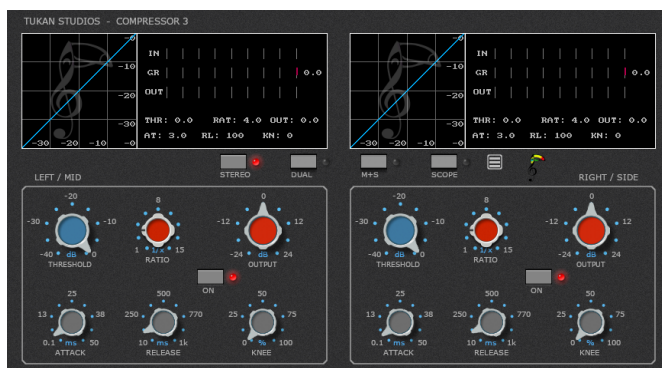 TUKAN STUDIOS - COMPRESSOR 3
-0
-10
-20
-30 -20 -10 -0
IN
GR 0.0
OUT
THR: 0.0 RAT: 4.0 OUT: 0.0
AT: 3.0 RL: 100 KN: 0
-0
-10
-20
-30 -20 -10 -0
IN
GR 0.0
OUT
THR: 0.0 RAT: 4.0 OUT: 0.0
AT: 3.0 RL: 100 KN: 0
STEREO DUAL M+S SCOPE
LEFT / MID RIGHT / SIDE
-20 8 0
-30 -10 -12 12
-40 dB 0 1 1/x 15 -24 dB 24
THRESHOLD RATIO OUTPUT
ON
25 500 50
13 38 250 770 25 75
0.1 ms 50 10 ms 1k 0 % 100
ATTACK RELEASE KNEE
-20 8 0
-30 -10 -12 12
-40 dB 0 1 1/x 15 -24 dB 24
THRESHOLD RATIO OUTPUT
ON
25 500 50
13 38 250 770 25 75
0.1 ms 50 10 ms 1k 0 % 100
ATTACK RELEASE KNEE